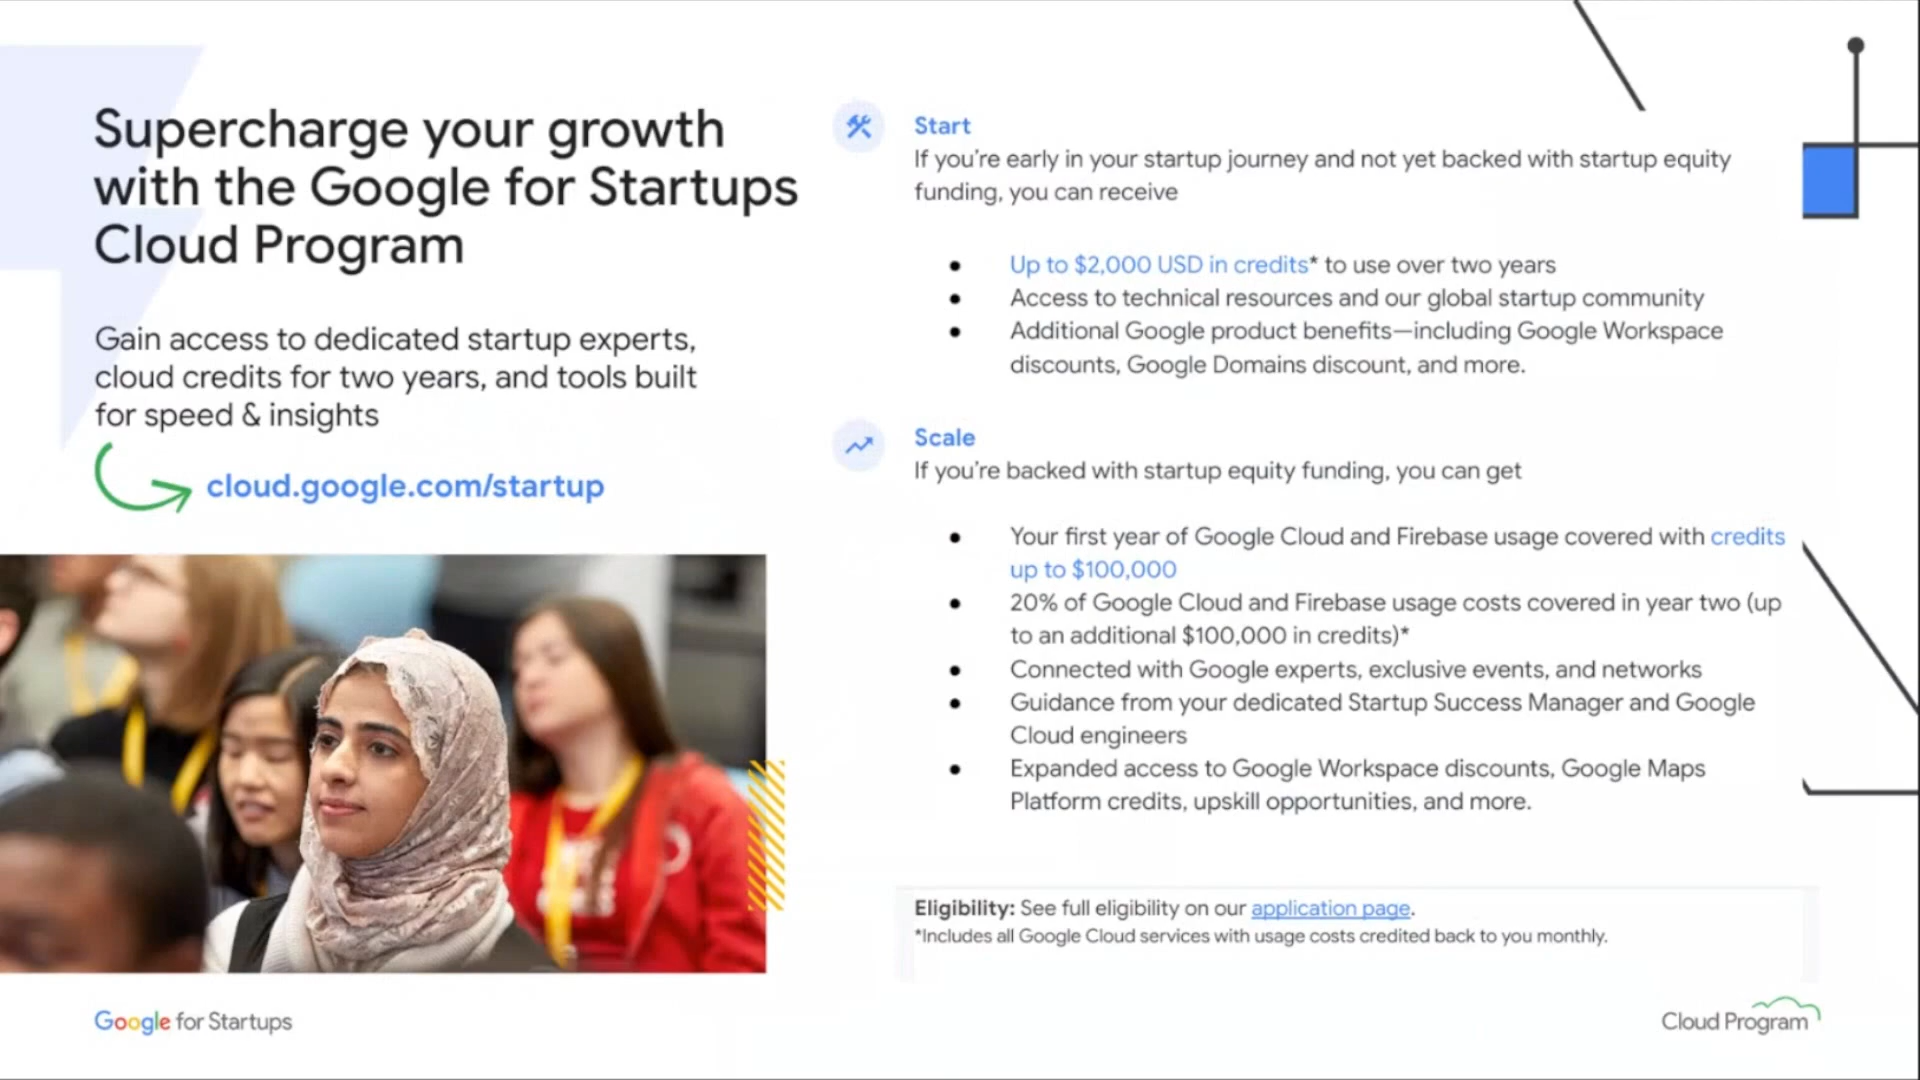 Supercharge your growth
with the Google for Startups
Cloud Program
Gain access to dedicated startup experts,
cloud credits for two years, and tools built
for speed & insights
cloud.google.com/startup
Start
If you're early in your startup journey and not yet backed with startup equity
funding, you can receive
● Up to $2,000 USD in credits* to use over two years
● Access to technical resources and our global startup community
● Additional Google product benefits—including Google Workspace
discounts, Google Domains discount, and more.
Scale
If you're backed with startup equity funding, you can get
● Your first year of Google Cloud and Firebase usage covered with credits
up to $100,000
● 20% of Google Cloud and Firebase usage costs covered in year two (up
to an additional $100,000 in credits)*
● Connected with Google experts, exclusive events, and networks
● Guidance from your dedicated Startup Success Manager and Google
Cloud engineers
● Expanded access to Google Workspace discounts, Google Maps
Platform credits, upskill opportunities, and more.
Eligibility: See full eligibility on our application page.
*Includes all Google Cloud services with usage costs credited back to you monthly.
Google for Startups
Cloud Program